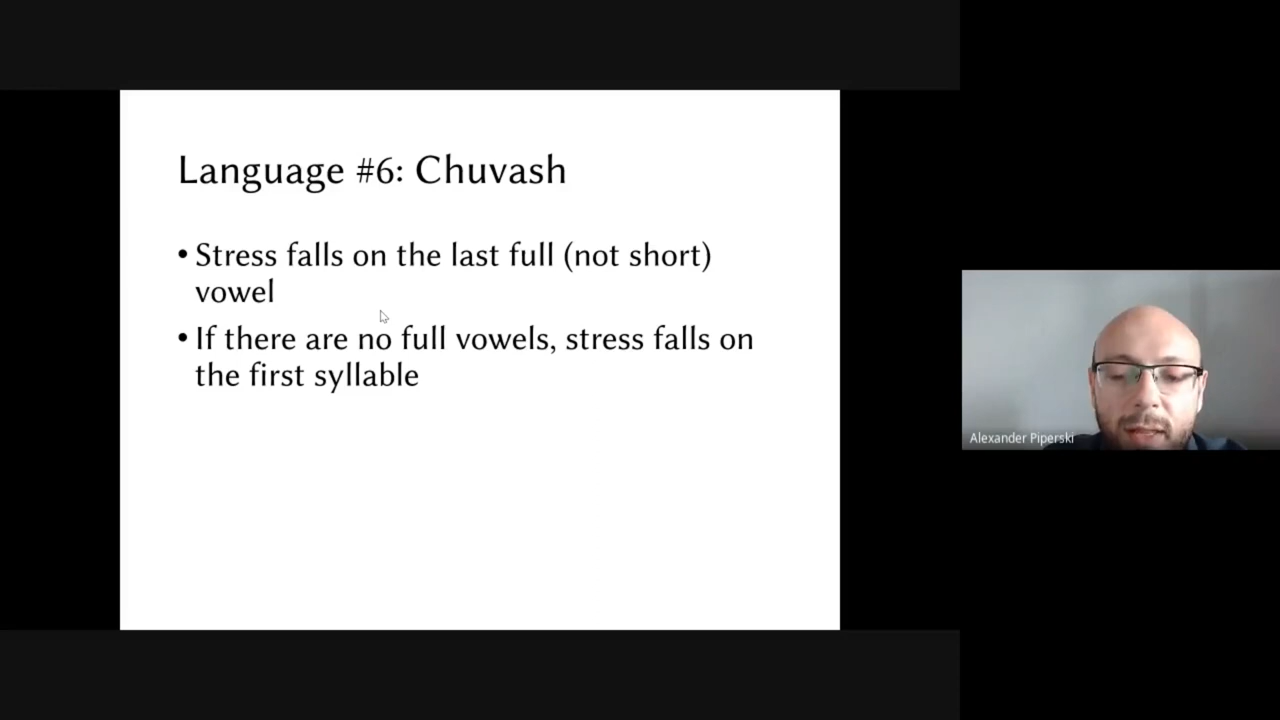 Language #6: Chuvash
• Stress falls on the last full (not short)
vowel
• If there are no full vowels, stress falls on
the first syllable
Alexander Piperski